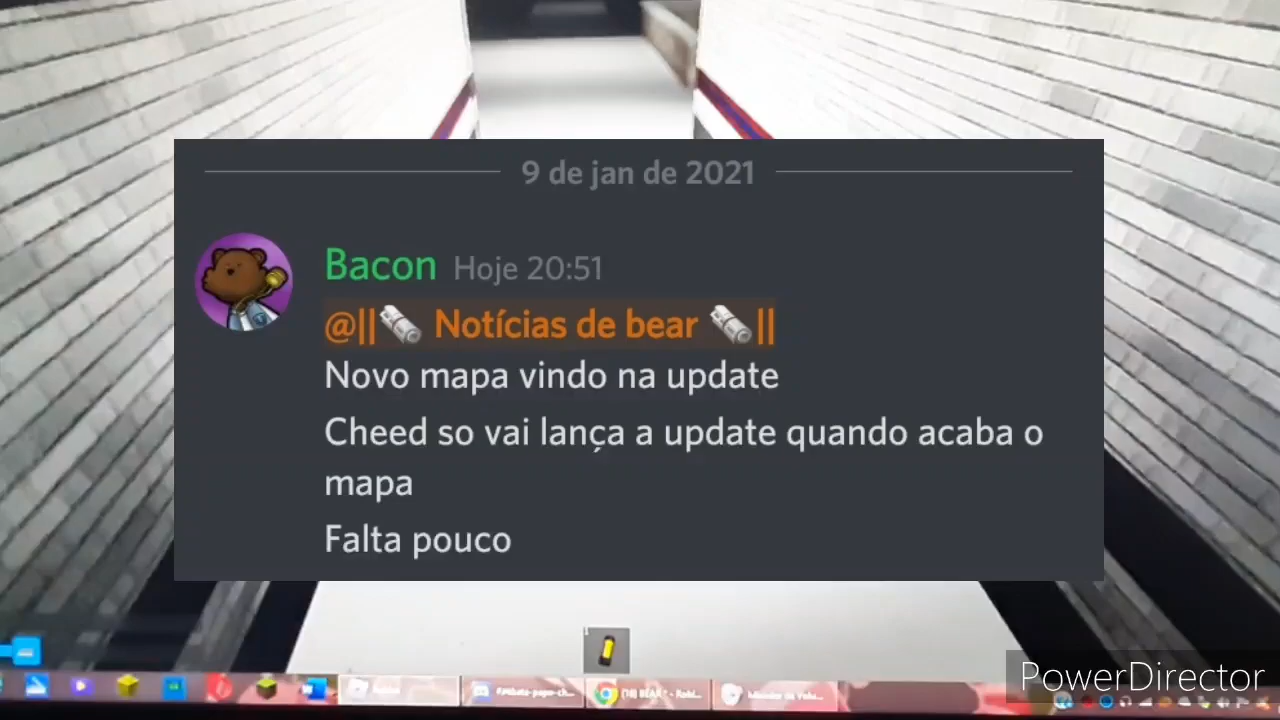 9 de jan de 2021
Bacon Hoje 20:51
@||🗞 Notícias de bear 🗞||
Novo mapa vindo na update
Cheed so vai lança a update quando acaba o
mapa
Falta pouco
1
PowerDirector